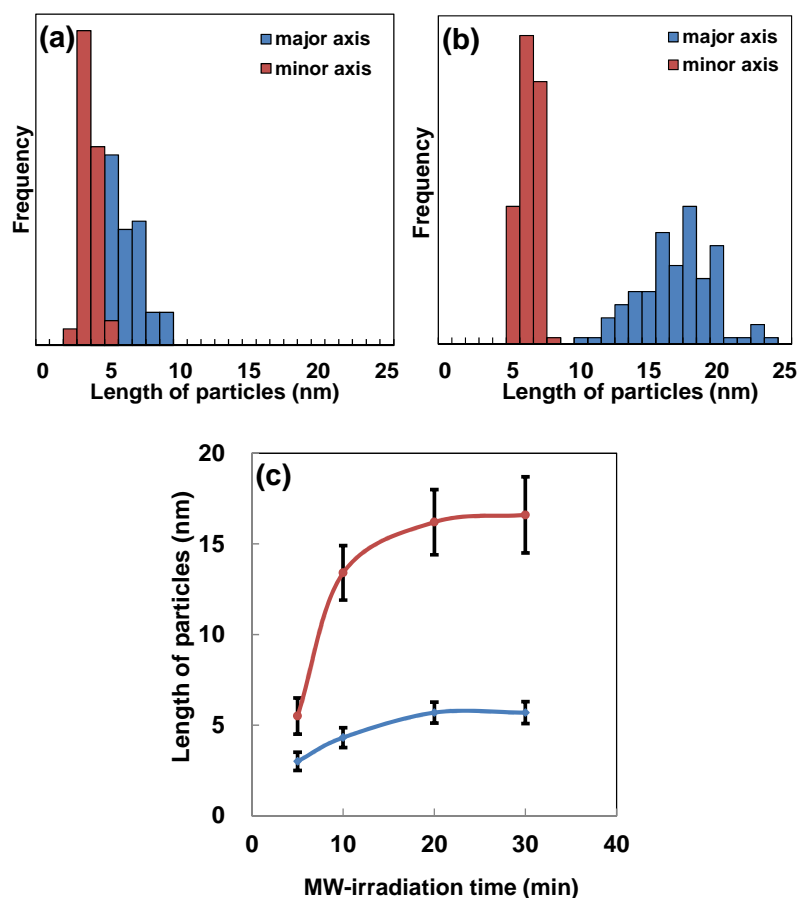 (a)
major axis
minor axis
Frequency
0 5 10 15 20 25
Length of particles (nm)
(b)
major axis
minor axis
Frequency
0 5 10 15 20 25
Length of particles (nm)
(c)
20
15
10
5
0
Length of particles (nm)
0 10 20 30 40
MW-irradiation time (min)